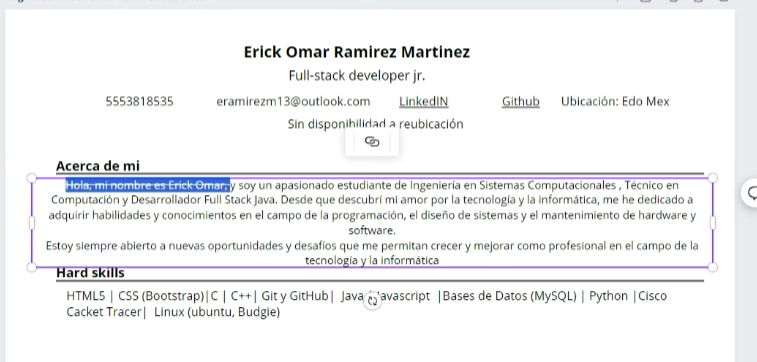 Erick Omar Ramirez Martinez
Full-stack developer jr.
5553818535 eramirezm13@outlook.com LinkedIN Github Ubicación: Edo Mex
Sin disponibilidad a reubicación
Acerca de mi
Hola, mi nombre es Erick Omar, y soy un apasionado estudiante de Ingeniería en Sistemas Computacionales , Técnico en
Computación y Desarrollador Full Stack Java. Desde que descubrí mi amor por la tecnología y la informática, me he dedicado a
adquirir habilidades y conocimientos en el campo de la programación, el diseño de sistemas y el mantenimiento de hardware y
software.
Estoy siempre abierto a nuevas oportunidades y desafíos que me permitan crecer y mejorar como profesional en el campo de la
tecnología y la informática
Hard skills
HTML5 | CSS (Bootstrap)|C | C++| Git y GitHub| Java Javascript |Bases de Datos (MySQL) | Python |Cisco
Cacket Tracer| Linux (ubuntu, Budgie)